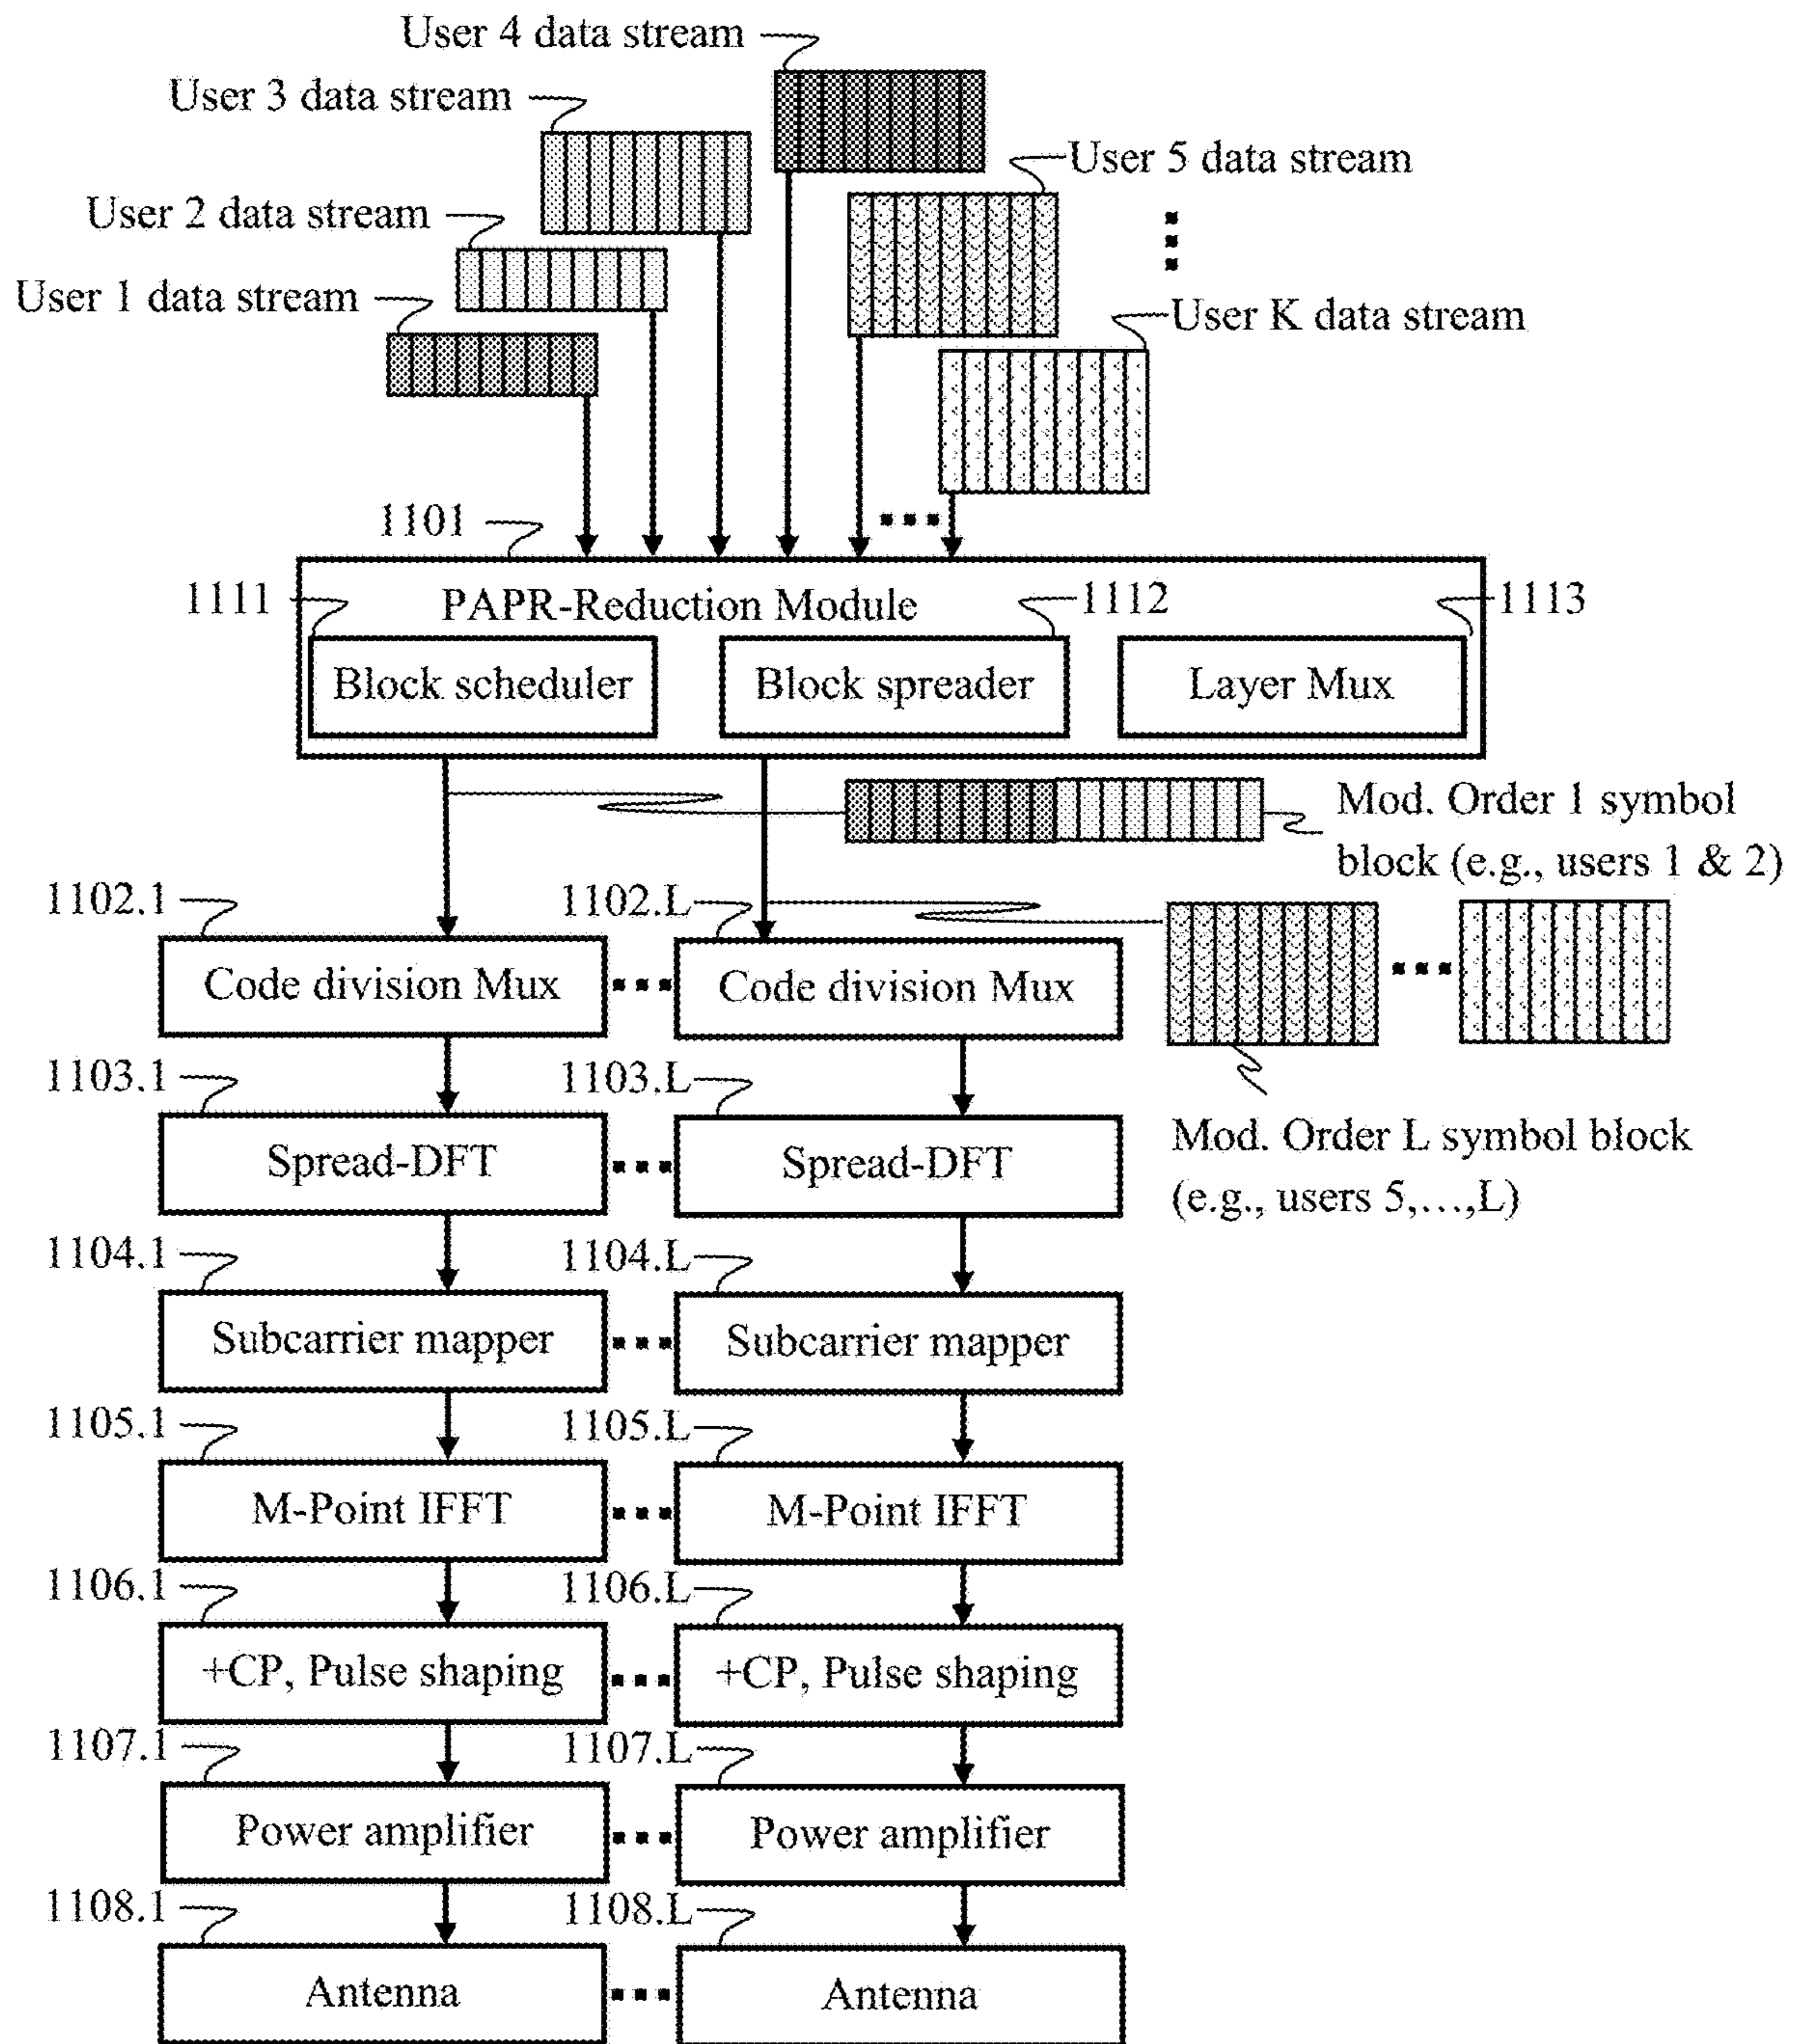 User 4 data stream
User 3 data stream
User 5 data stream
User 2 data stream
User 1 data stream
User K data stream
1101
1111
PAPR-Reduction Module
1112
1113
Block scheduler
Block spreader
Layer Mux
Mod. Order 1 symbol
block (e.g., users 1 & 2)
1102.1
1102.L
Code division Mux
Code division Mux
1103.1
1103.L
Mod. Order L symbol block
(e.g., users 5,…,L)
Spread-DFT
Spread-DFT
1104.1
1104.L
Subcarrier mapper
Subcarrier mapper
1105.1
1105.L
M-Point IFFT
M-Point IFFT
1106.1
1106.L
+CP, Pulse shaping
+CP, Pulse shaping
1107.1
1107.L
Power amplifier
Power amplifier
1108.1
1108.L
Antenna
Antenna